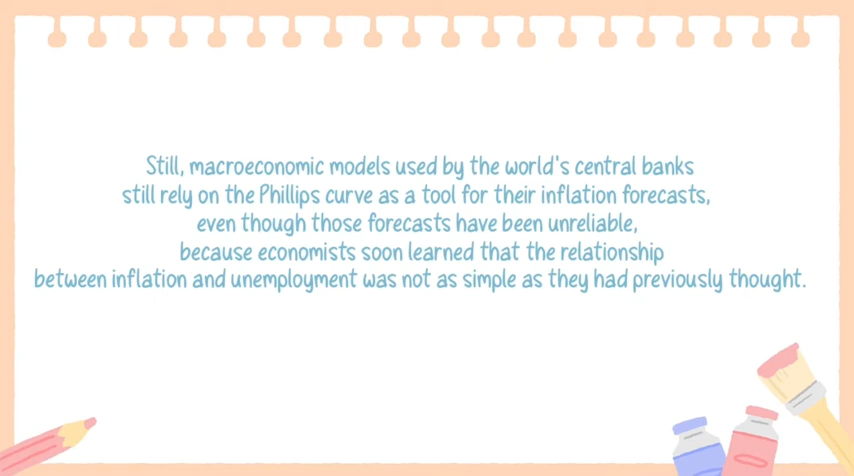 Still, macroeconomic models used by the world's central banks
still rely on the Phillips curve as a tool for their inflation forecasts,
even though those forecasts have been unreliable,
because economists soon learned that the relationship
between inflation and unemployment was not as simple as they had previously thought.